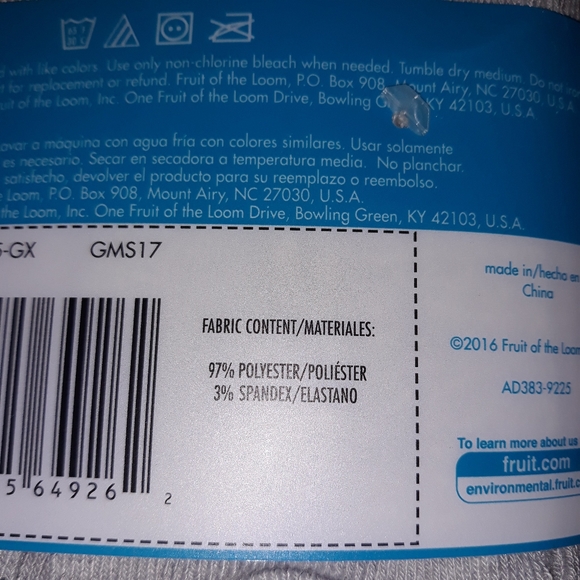 with like colors. Use only non-chlorine bleach when needed. Tumble dry medium. Do not
for replacement or refund. Fruit of the Loom, P.O. Box 908, Mount Airy, NC 27030, U.S.A.
of the Loom, Inc. One Fruit of the Loom Drive, Bowling KY 42103, U.S.A.
a máquina con agua fría con colores similares. Usar solamente
es necesario. Secar en secadora a temperatura media. No planchar.
satisfecho, devolver el producto para su reemplazo o reembolso.
Loom, P.O. Box 908, Mount Airy, NC 27030, U.S.A.
the Loom, Inc. One Fruit of the Loom Drive, Bowling Green, KY 42103, U.S.A.
-GX GMS17
made in/hecho en
China
FABRIC CONTENT/MATERIALES:
97% POLYESTER/POLIÉSTER
3% SPANDEX/ELASTANO
©2016 Fruit of the Loom
AD383-9225
To learn more about us
fruit.com
environmental.fruit.c
5 64926 2